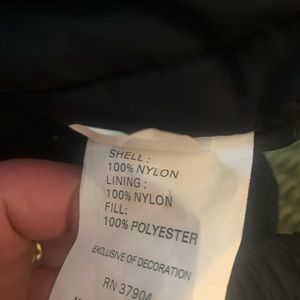 SHELL :
100% NYLON
LINING :
100% NYLON
FILL:
100% POLYESTER
EXCLUSIVE OF DECORATION
RN 37904